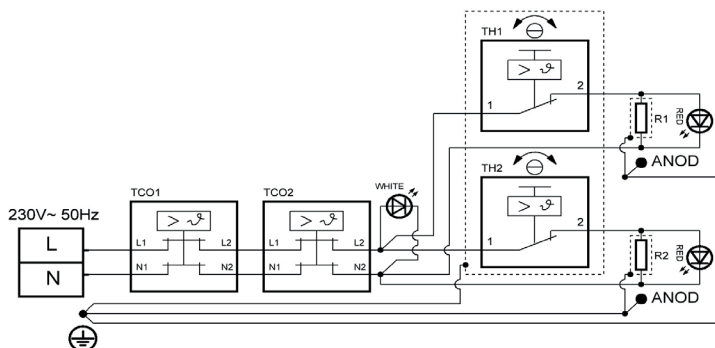 TH1
> ϑ
1
2
R1
RED
ANOD
TH2
> ϑ
1
2
R2
RED
ANOD
TCO1
> ϑ
L1
L2
N1
N2
TCO2
> ϑ
L1
L2
N1
N2
WHITE
230V~ 50Hz
L
N